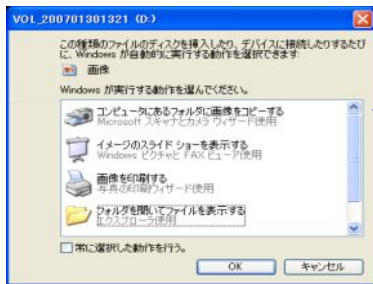 VOL_200701301321 (D:)
この種類のファイルのディスクを挿入したり、デバイスに接続したりするたび
に、Windows が自動的に実行する動作を選択できます:
画像
Windows が実行する動作を選んでください。
コンピュータにあるフォルダに画像をコピーする
Microsoft スキャナとカメラ ウィザード使用
イメージのスライド ショーを表示する
Windows ピクチャと FAX ビューア使用
画像を印刷する
写真の印刷ウィザード使用
フォルダを開いてファイルを表示する
エクスプローラ使用
常に選択した動作を行う。
OK
キャンセル